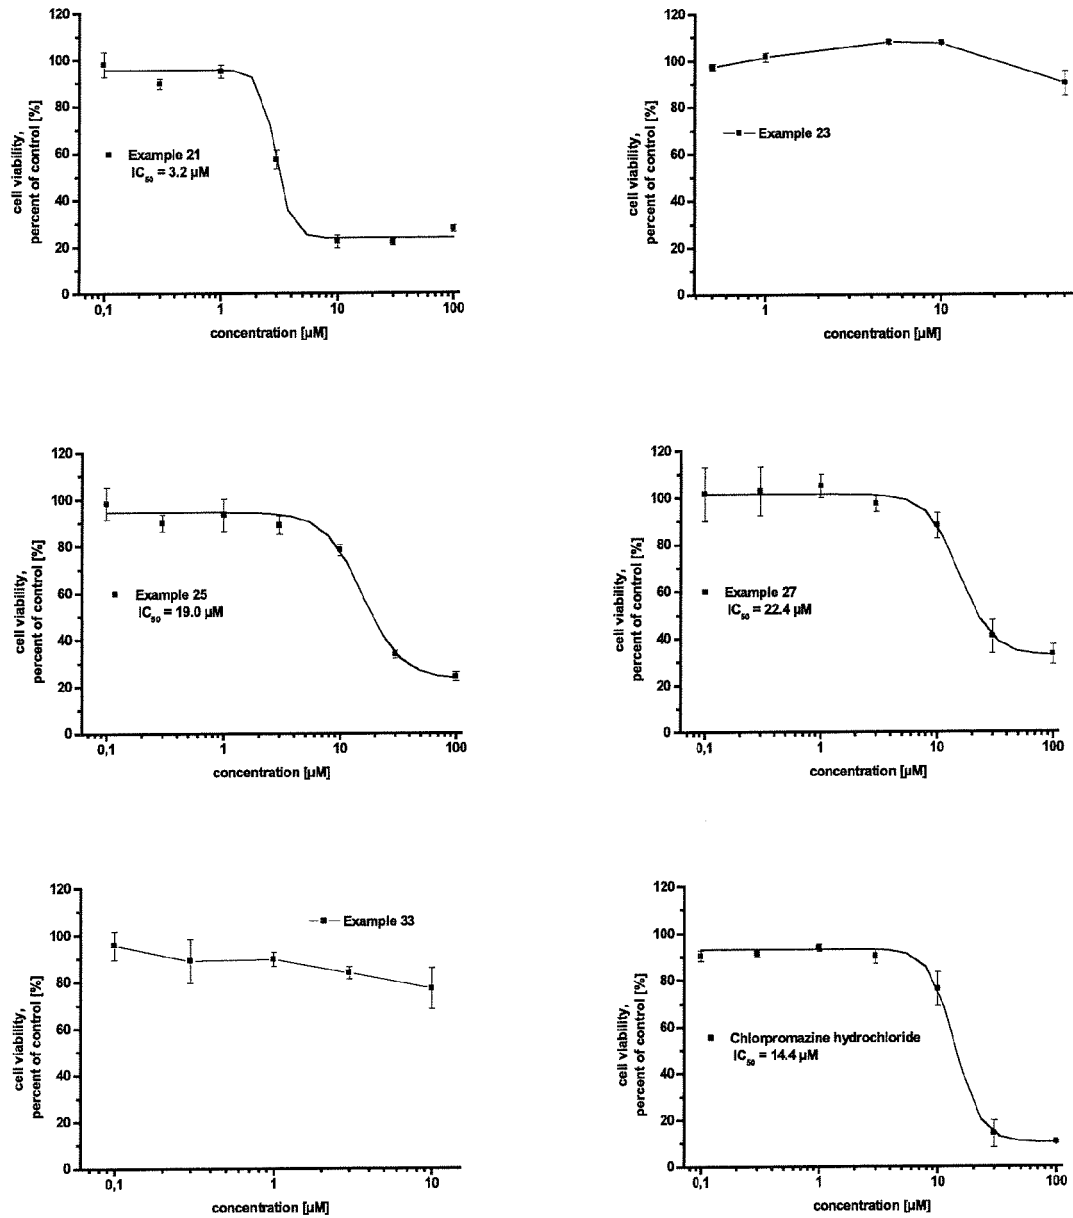 120
100
80
60
40
20
0
cell viability,
percent of control [%]
Example 21
IC50 = 3.2 µM
0,1 1 10 100
concentration [µM]
120
100
80
60
40
20
0
cell viability,
percent of control [%]
Example 23
1 10
concentration [µM]
120
100
80
60
40
20
0
cell viability,
percent of control [%]
Example 25
IC50 = 19.0 µM
0,1 1 10 100
concentration [µM]
120
100
80
60
40
20
0
cell viability,
percent of control [%]
Example 27
IC50 = 22.4 µM
0,1 1 10 100
concentration [µM]
120
100
80
60
40
20
0
cell viability,
percent of control [%]
Example 33
0,1 1 10
concentration [µM]
120
100
80
60
40
20
0
cell viability,
percent of control [%]
Chlorpromazine hydrochloride
IC50 = 14.4 µM
0,1 1 10 100
concentration [µM]